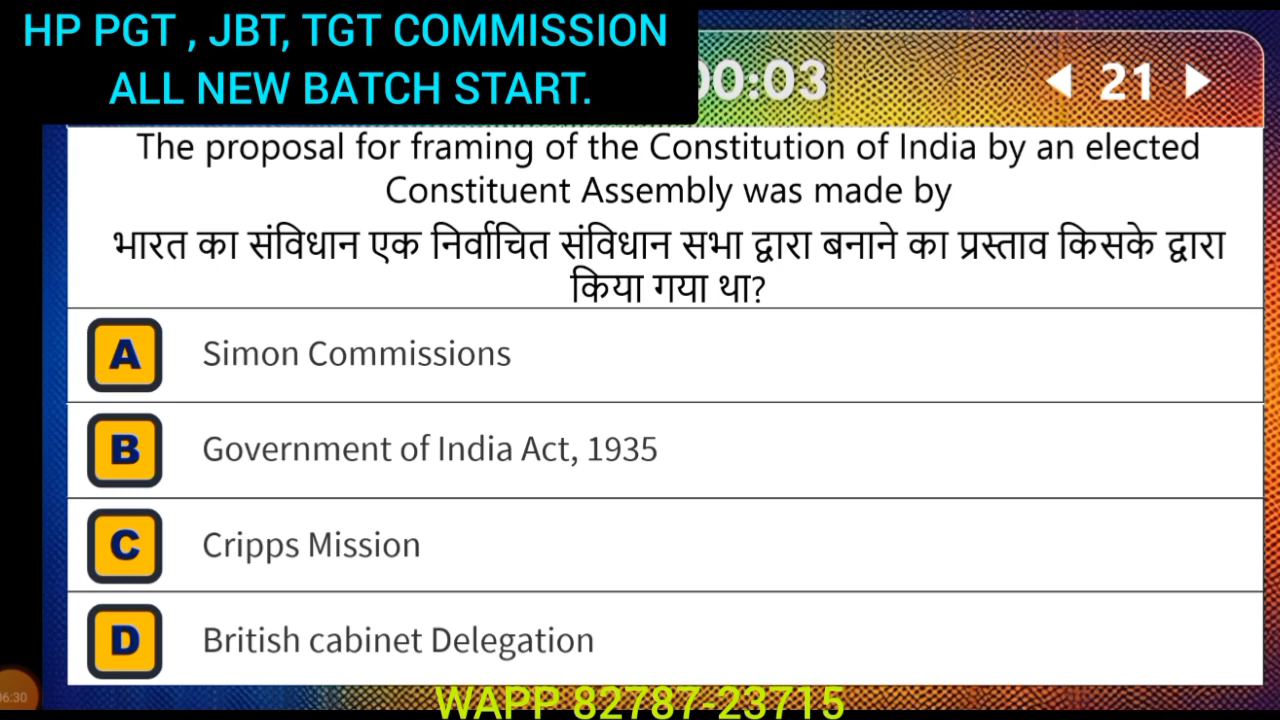 HP PGT , JBT, TGT COMMISSION
ALL NEW BATCH START.
00:03
21
The proposal for framing of the Constitution of India by an elected
Constituent Assembly was made by
भारत का संविधान एक निर्वाचित संविधान सभा द्वारा बनाने का प्रस्ताव किसके द्वारा
किया गया था?
A Simon Commissions
B Government of India Act, 1935
C Cripps Mission
D British cabinet Delegation
06:30
WAPP 82787-23715